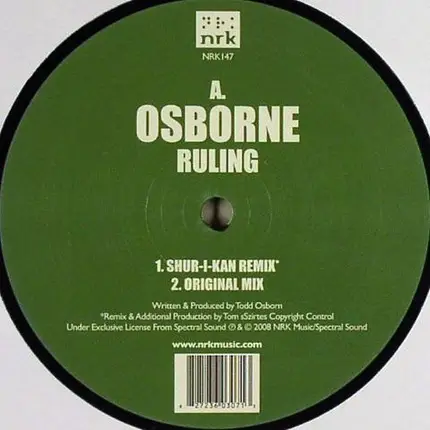 nrk
NRK147
A.
OSBORNE
RULING
1. SHUR-I-KAN REMIX*
2. ORIGINAL MIX
Written & Produced by Todd Osborn
*Remix & Additional Production by Tom sSzirtes Copyright Control
Under Exclusive License From Spectral Sound ℗ & © 2008 NRK Music/Spectral Sound
www.nrkmusic.com
27236 03071